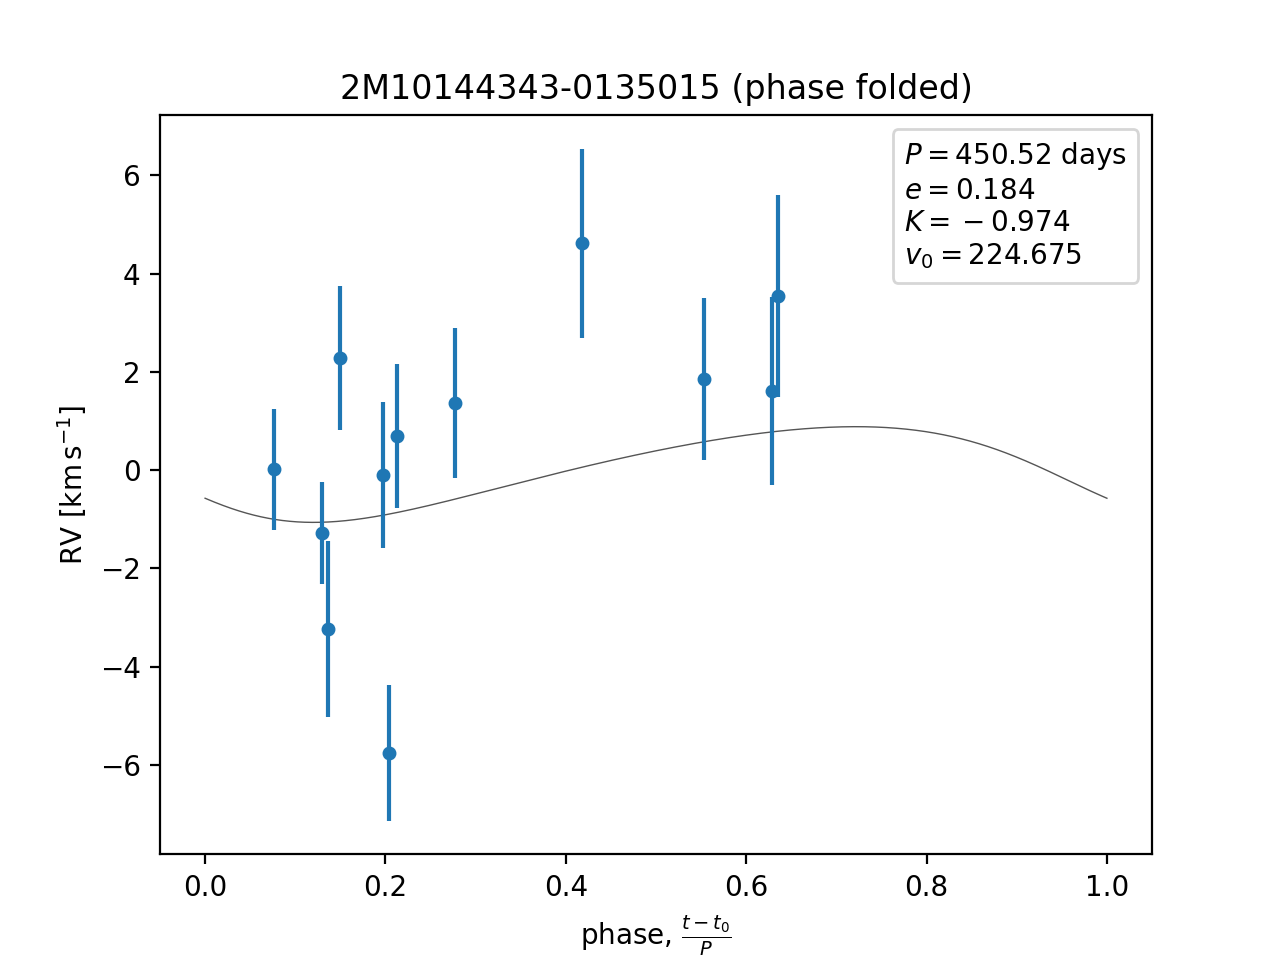 2M10144343-0135015 (phase folded)
P = 450.52 days
e = 0.184
K = −0.974
v₀ = 224.675
6
4
2
0
−2
−4
−6
RV [km s⁻¹]
0.0 0.2 0.4 0.6 0.8 1.0
phase, (t − t₀)/P